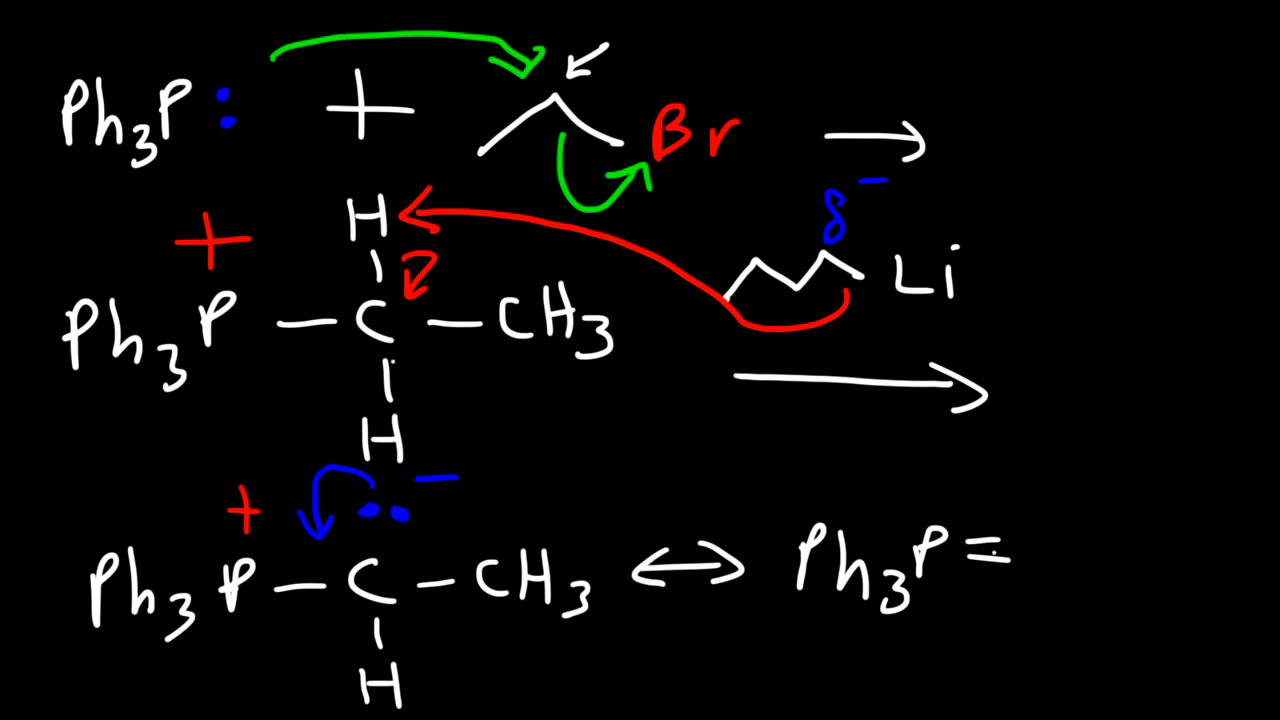 Ph3P: + Br →
δ−
H
+
Li
Ph3P — C — CH3
H
→
+ −
Ph3P — C — CH3 ↔ Ph3P =
H